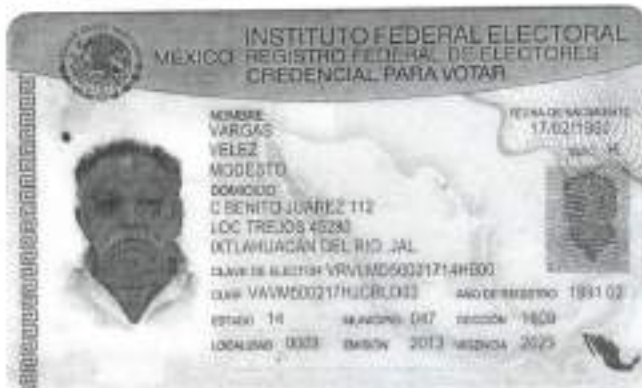 INSTITUTO FEDERAL ELECTORAL
MÉXICO REGISTRO FEDERAL DE ELECTORES
CREDENCIAL PARA VOTAR
NOMBRE
VARGAS
VELEZ
MODESTO
FECHA DE NACIMIENTO
DOMICILIO
C BENITO JUAREZ 112
LOC TREJOS
IXTLAHUACAN DEL RIO, JAL.
CLAVE DE ELECTOR
CURP AÑO DE REGISTRO 1991 02
ESTADO 14 MUNICIPIO 047 SECCIÓN
LOCALIDAD 0003 EMISIÓN 2013 VIGENCIA 2023